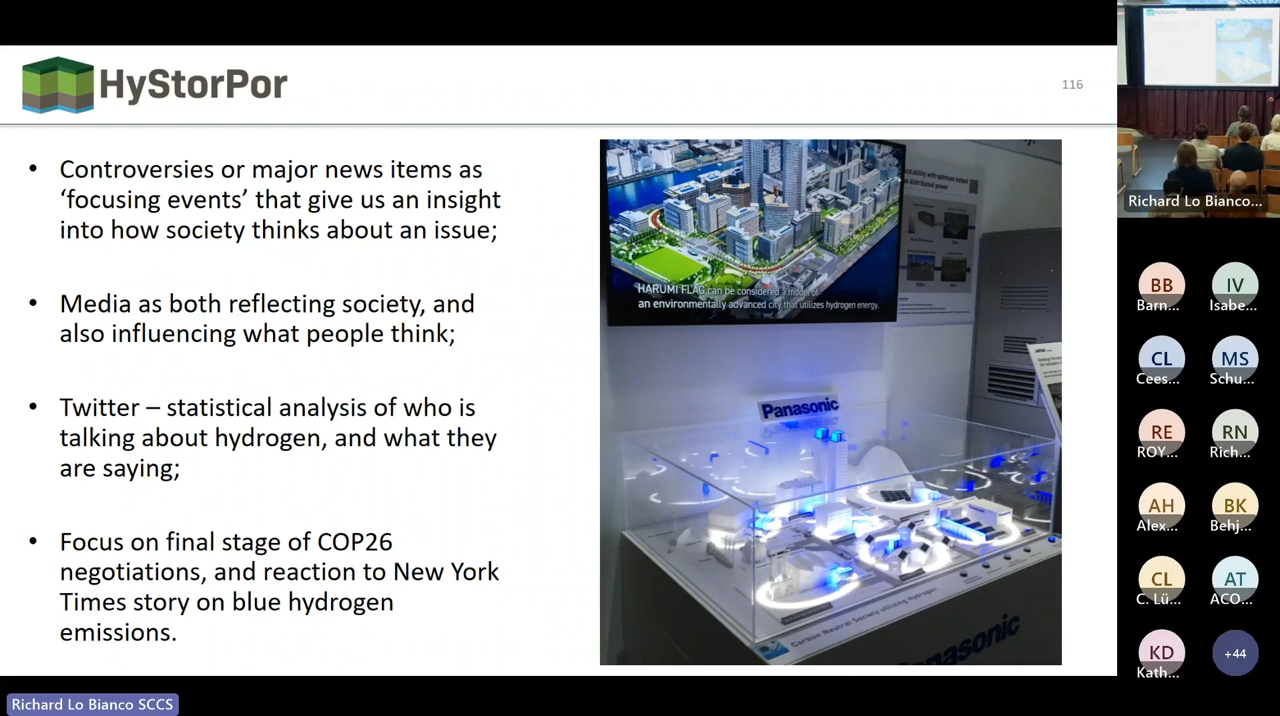 HyStorPor
116
• Controversies or major news items as
‘focusing events’ that give us an insight
into how society thinks about an issue;
• Media as both reflecting society, and
also influencing what people think;
• Twitter – statistical analysis of who is
talking about hydrogen, and what they
are saying;
• Focus on final stage of COP26
negotiations, and reaction to New York
Times story on blue hydrogen
emissions.
HARUMI FLAG can be considered a model of
an environmentally advanced city that utilizes hydrogen energy.
Panasonic
Carbon Neutral Society utilizing Hydrogen
Panasonic
Richard Lo Bianco...
BB
Barn...
IV
Isabe...
CL
Cees...
MS
Schu...
RE
ROY...
RN
Rich...
AH
Alex...
BK
Behj...
CL
C. Lü...
AT
ACO...
KD
Kath...
+44
Richard Lo Bianco SCCS